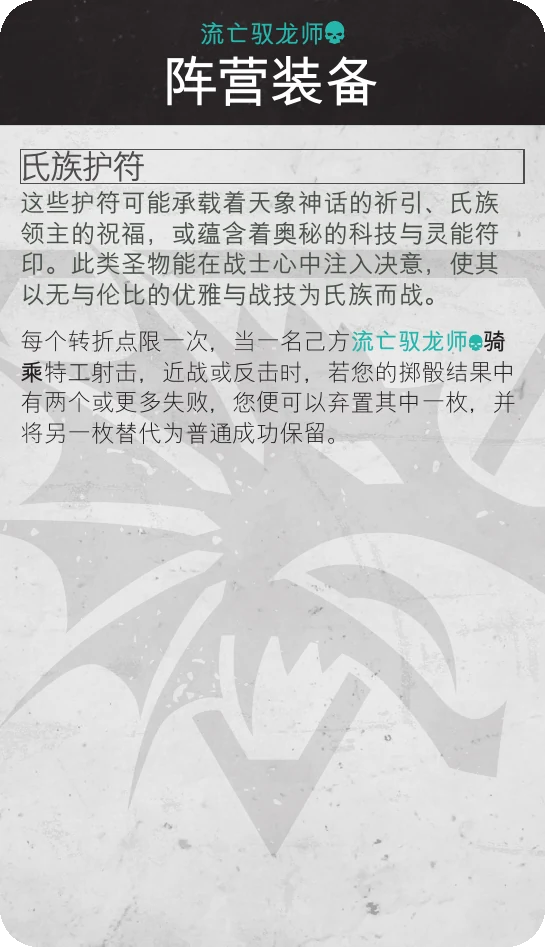 流亡驭龙师
阵营装备
氏族护符
这些护符可能承载着天象神话的祈引、氏族
领主的祝福，或蕴含着奥秘的科技与灵能符
印。此类圣物能在战士心中注入决意，使其
以无与伦比的优雅与战技为氏族而战。
每个转折点限一次，当一名己方流亡驭龙师骑
乘特工射击，近战或反击时，若您的掷骰结果中
有两个或更多失败，您便可以弃置其中一枚，并
将另一枚替代为普通成功保留。